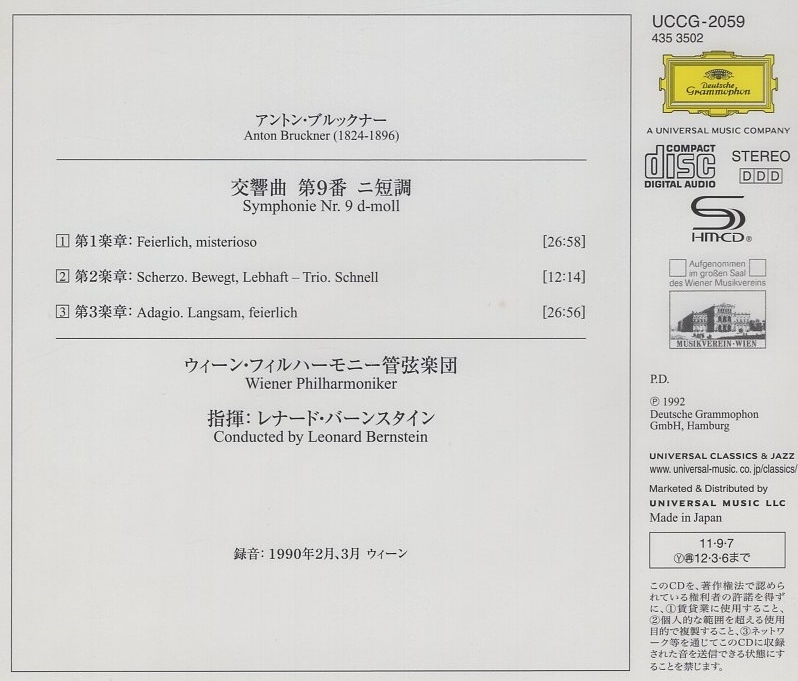 アントン・ブルックナー
Anton Bruckner (1824-1896)
交響曲 第9番 ニ短調
Symphonie Nr. 9 d-moll
1 第1楽章: Feierlich, misterioso [26:58]
2 第2楽章: Scherzo. Bewegt, Lebhaft – Trio. Schnell [12:14]
3 第3楽章: Adagio. Langsam, feierlich [26:56]
ウィーン・フィルハーモニー管弦楽団
Wiener Philharmoniker
指揮: レナード・バーンスタイン
Conducted by Leonard Bernstein
録音: 1990年2月、3月 ウィーン
UCCG-2059
435 3502
Deutsche
Grammophon
A UNIVERSAL MUSIC COMPANY
COMPACT
disc
DIGITAL AUDIO
STEREO
DDD
HMCD®
Aufgenommen
im großen Saal
des Wiener Musikvereins
MUSIKVEREIN·WIEN
P.D.
Ⓟ 1992
Deutsche Grammophon
GmbH, Hamburg
UNIVERSAL CLASSICS & JAZZ
www. universal-music. co. jp/classics/
Marketed & Distributed by
UNIVERSAL MUSIC LLC
Made in Japan
11·9·7
Ⓨ㊢12·3·6まで
このCDを、著作権法で認めら
れている権利者の許諾を得ず
に、①賃貸業に使用すること、
②個人的な範囲を超える使用
目的で複製すること、③ネットワ
ーク等を通じてこのCDに収録
された音を送信できる状態にす
ることを禁じます。